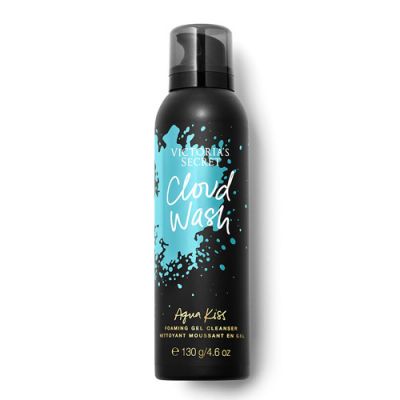 VICTORIA'S
SECRET
Cloud
Wash
Aqua Kiss
FOAMING GEL CLEANSER
NETTOYANT MOUSSANT EN GEL
℮ 130 g/4.6 oz